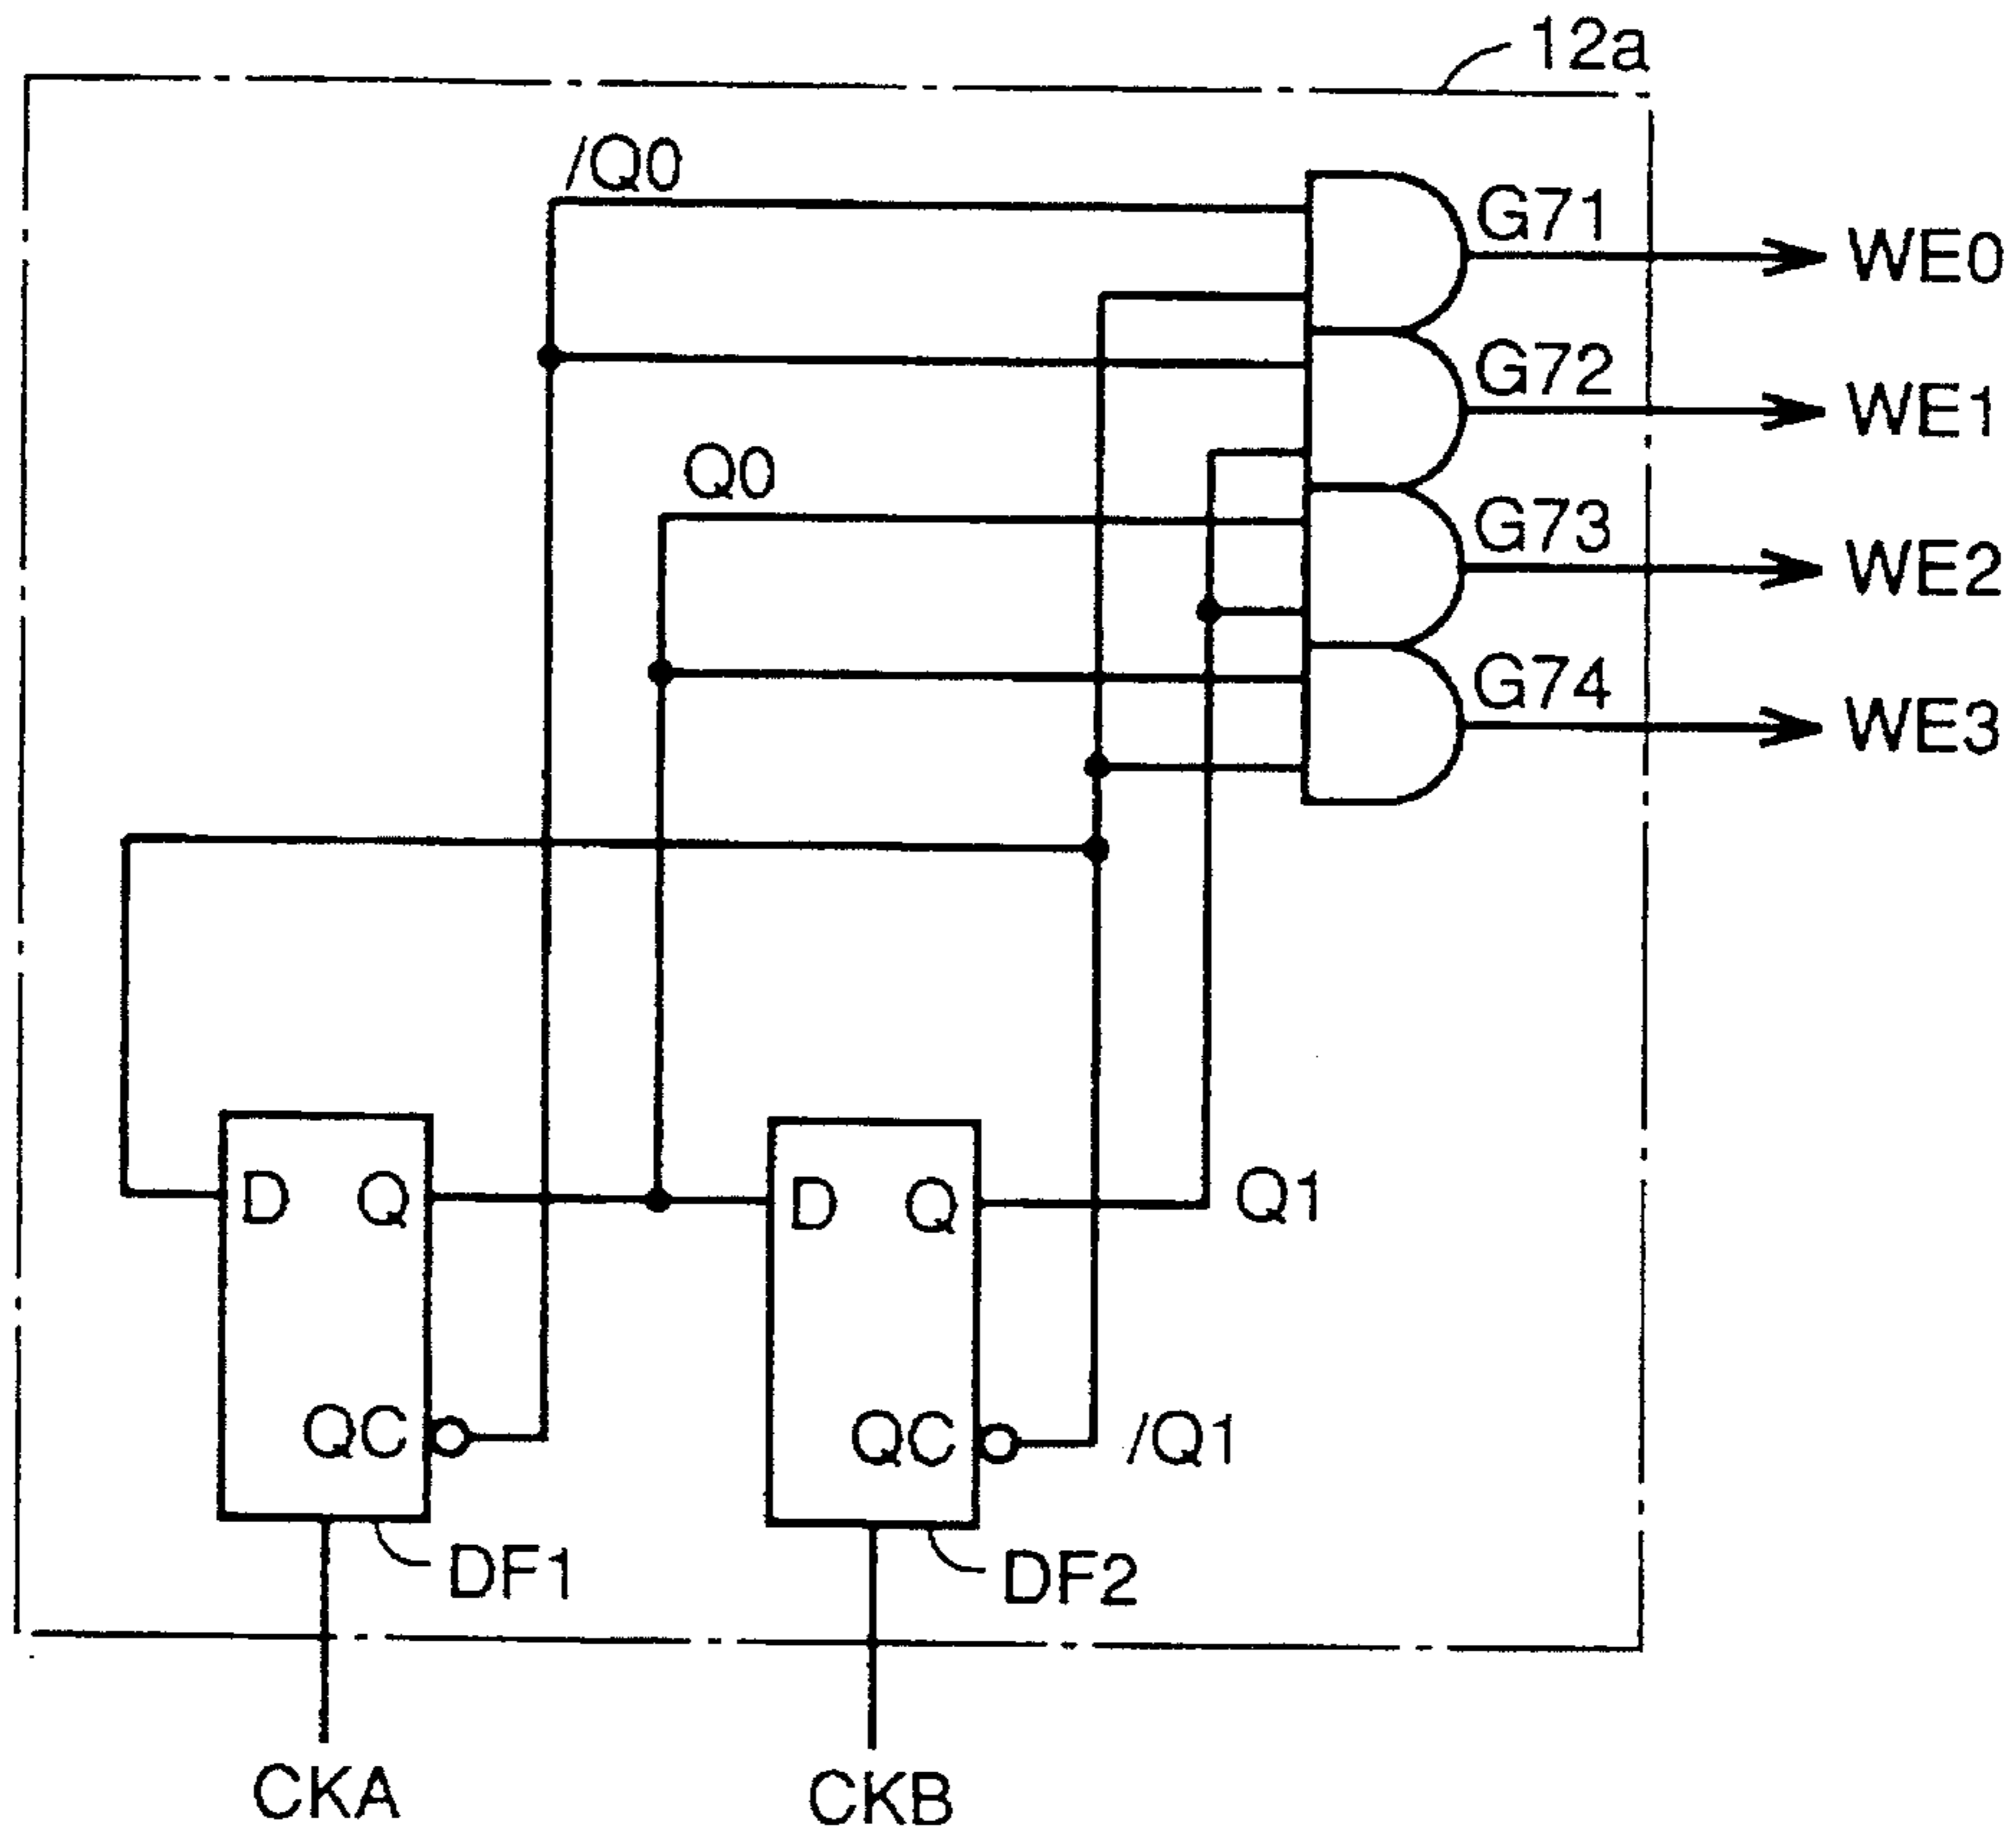 12a
/Q0
G71
WE0
G72
WE1
Q0
G73
WE2
G74
WE3
D Q
D Q
Q1
QC
QC
/Q1
DF1
DF2
CKA
CKB